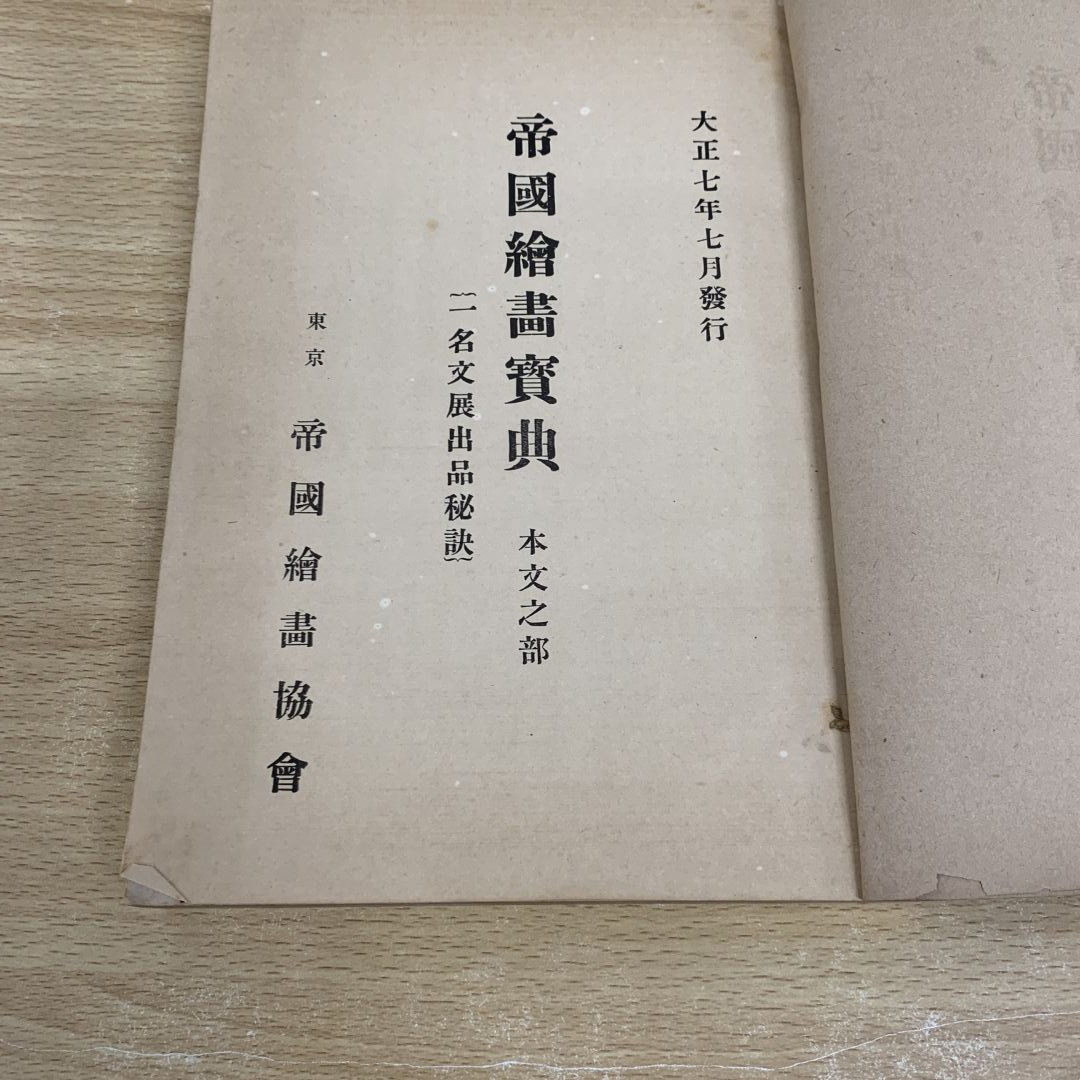 大正七年七月發行
帝國繪畫寶典 本文之部
{一名文展出品秘訣}
東京 帝國繪畫協會